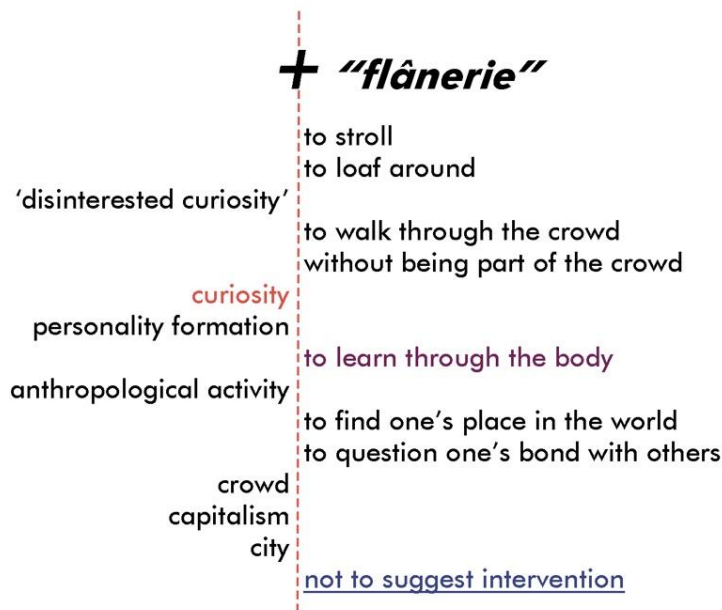 + “flânerie”
to stroll
to loaf around
‘disinterested curiosity’
to walk through the crowd
without being part of the crowd
curiosity
personality formation
to learn through the body
anthropological activity
to find one’s place in the world
to question one’s bond with others
crowd
capitalism
city
not to suggest intervention